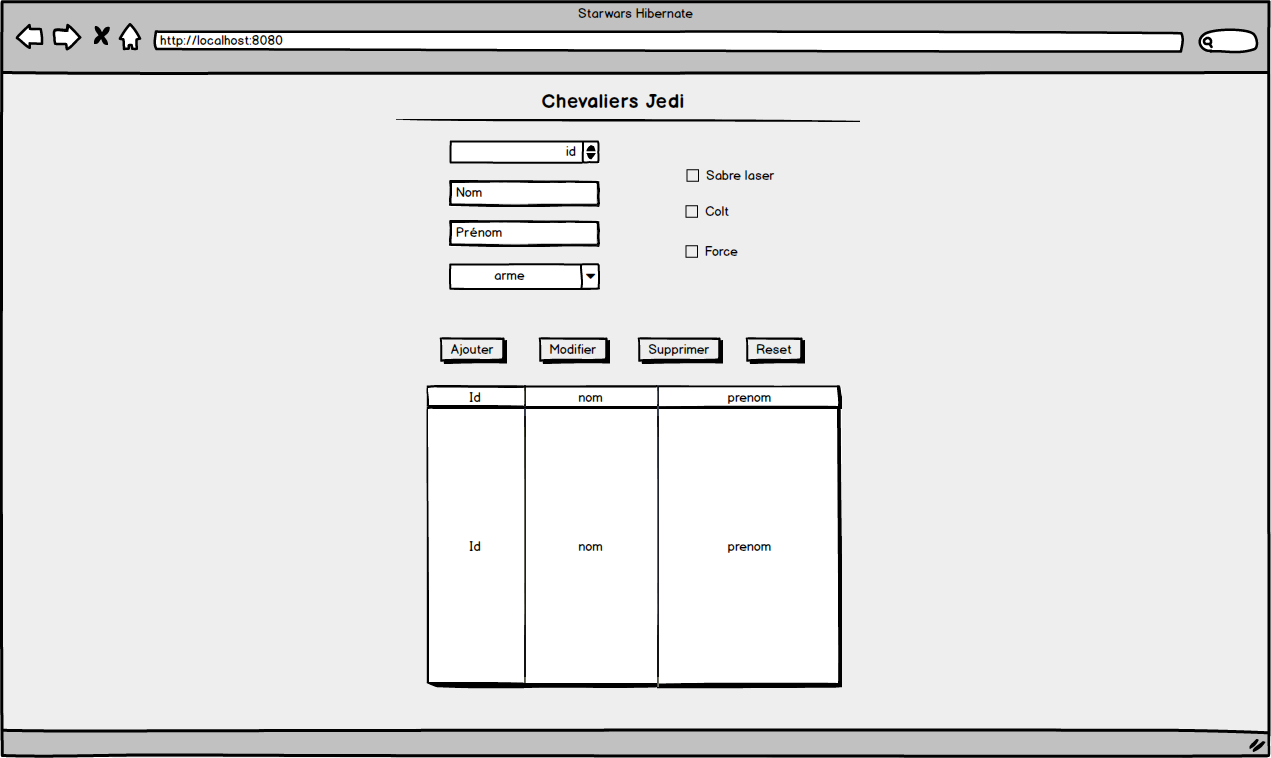 Starwars Hibernate
http://localhost:8080
Chevaliers Jedi
id
Nom
Prénom
arme
Sabre laser
Colt
Force
Ajouter Modifier Supprimer Reset
Id nom prenom
Id nom prenom